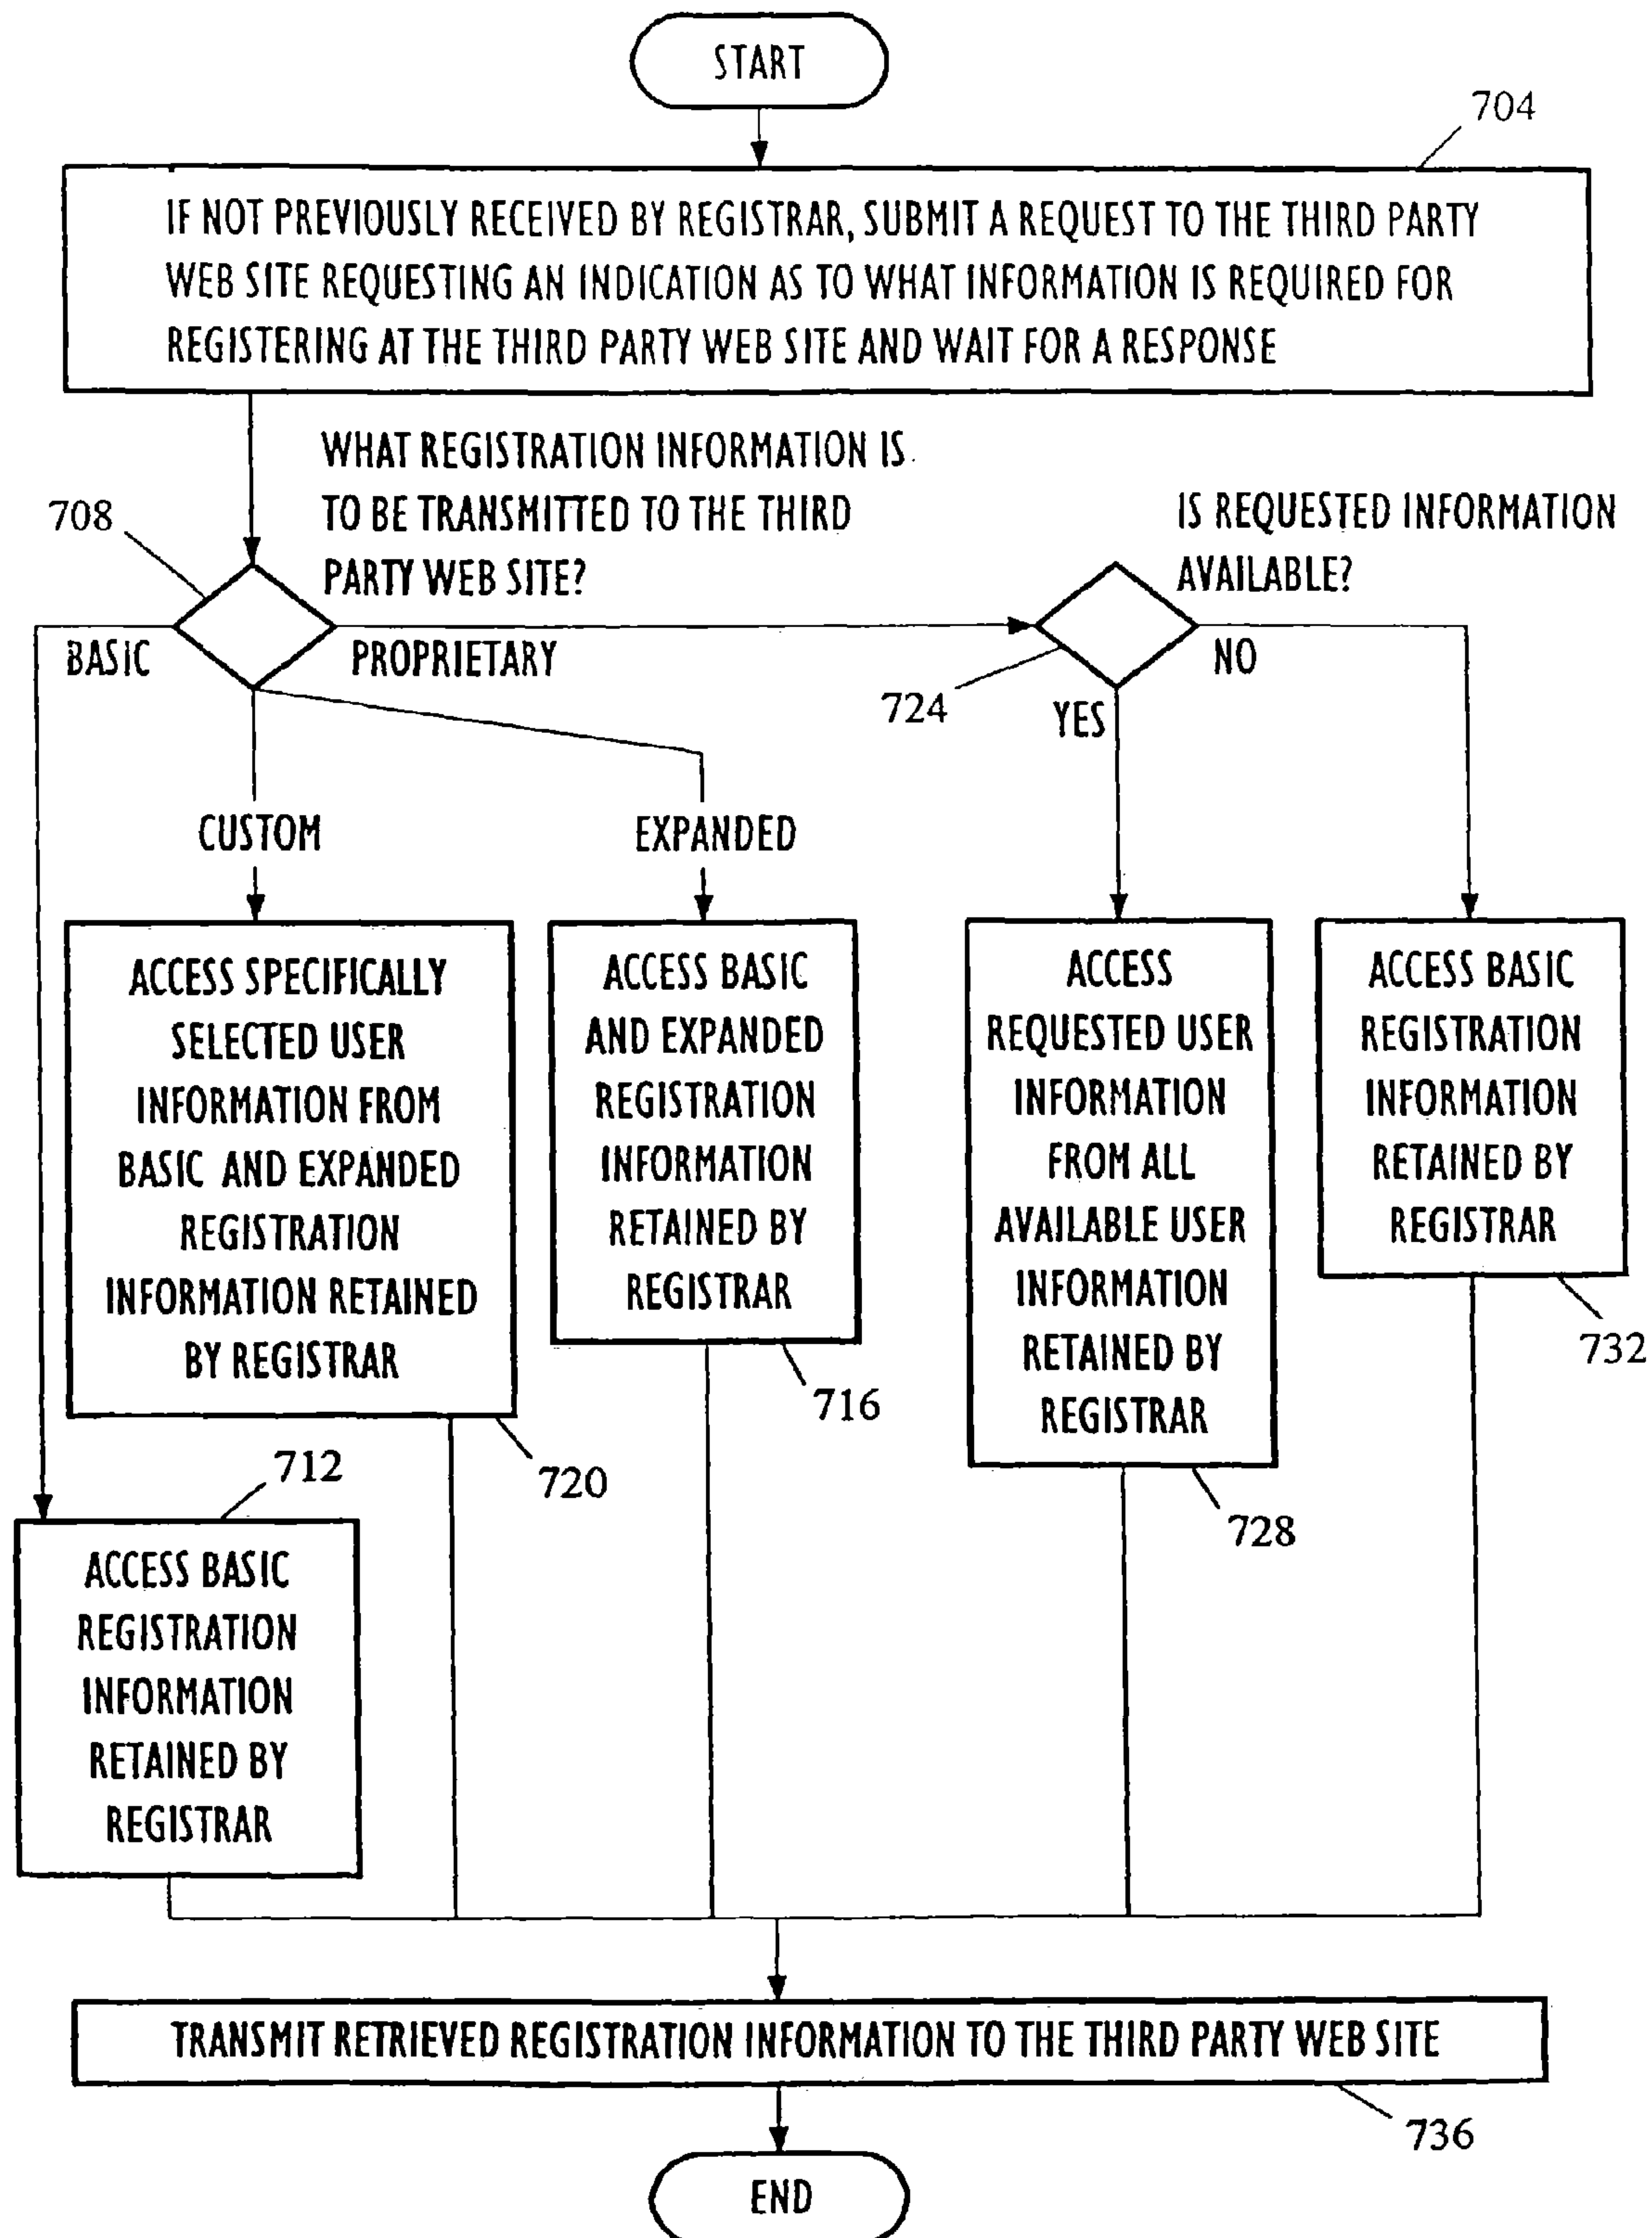 START
704
IF NOT PREVIOUSLY RECEIVED BY REGISTRAR, SUBMIT A REQUEST TO THE THIRD PARTY
WEB SITE REQUESTING AN INDICATION AS TO WHAT INFORMATION IS REQUIRED FOR
REGISTERING AT THE THIRD PARTY WEB SITE AND WAIT FOR A RESPONSE
WHAT REGISTRATION INFORMATION IS
TO BE TRANSMITTED TO THE THIRD
PARTY WEB SITE?
708
BASIC
PROPRIETARY
IS REQUESTED INFORMATION
AVAILABLE?
724
YES
NO
CUSTOM
EXPANDED
ACCESS SPECIFICALLY
SELECTED USER
INFORMATION FROM
BASIC AND EXPANDED
REGISTRATION
INFORMATION RETAINED
BY REGISTRAR
720
ACCESS BASIC
AND EXPANDED
REGISTRATION
INFORMATION
RETAINED BY
REGISTRAR
716
ACCESS
REQUESTED USER
INFORMATION
FROM ALL
AVAILABLE USER
INFORMATION
RETAINED BY
REGISTRAR
728
ACCESS BASIC
REGISTRATION
INFORMATION
RETAINED BY
REGISTRAR
732
712
ACCESS BASIC
REGISTRATION
INFORMATION
RETAINED BY
REGISTRAR
TRANSMIT RETRIEVED REGISTRATION INFORMATION TO THE THIRD PARTY WEB SITE
736
END